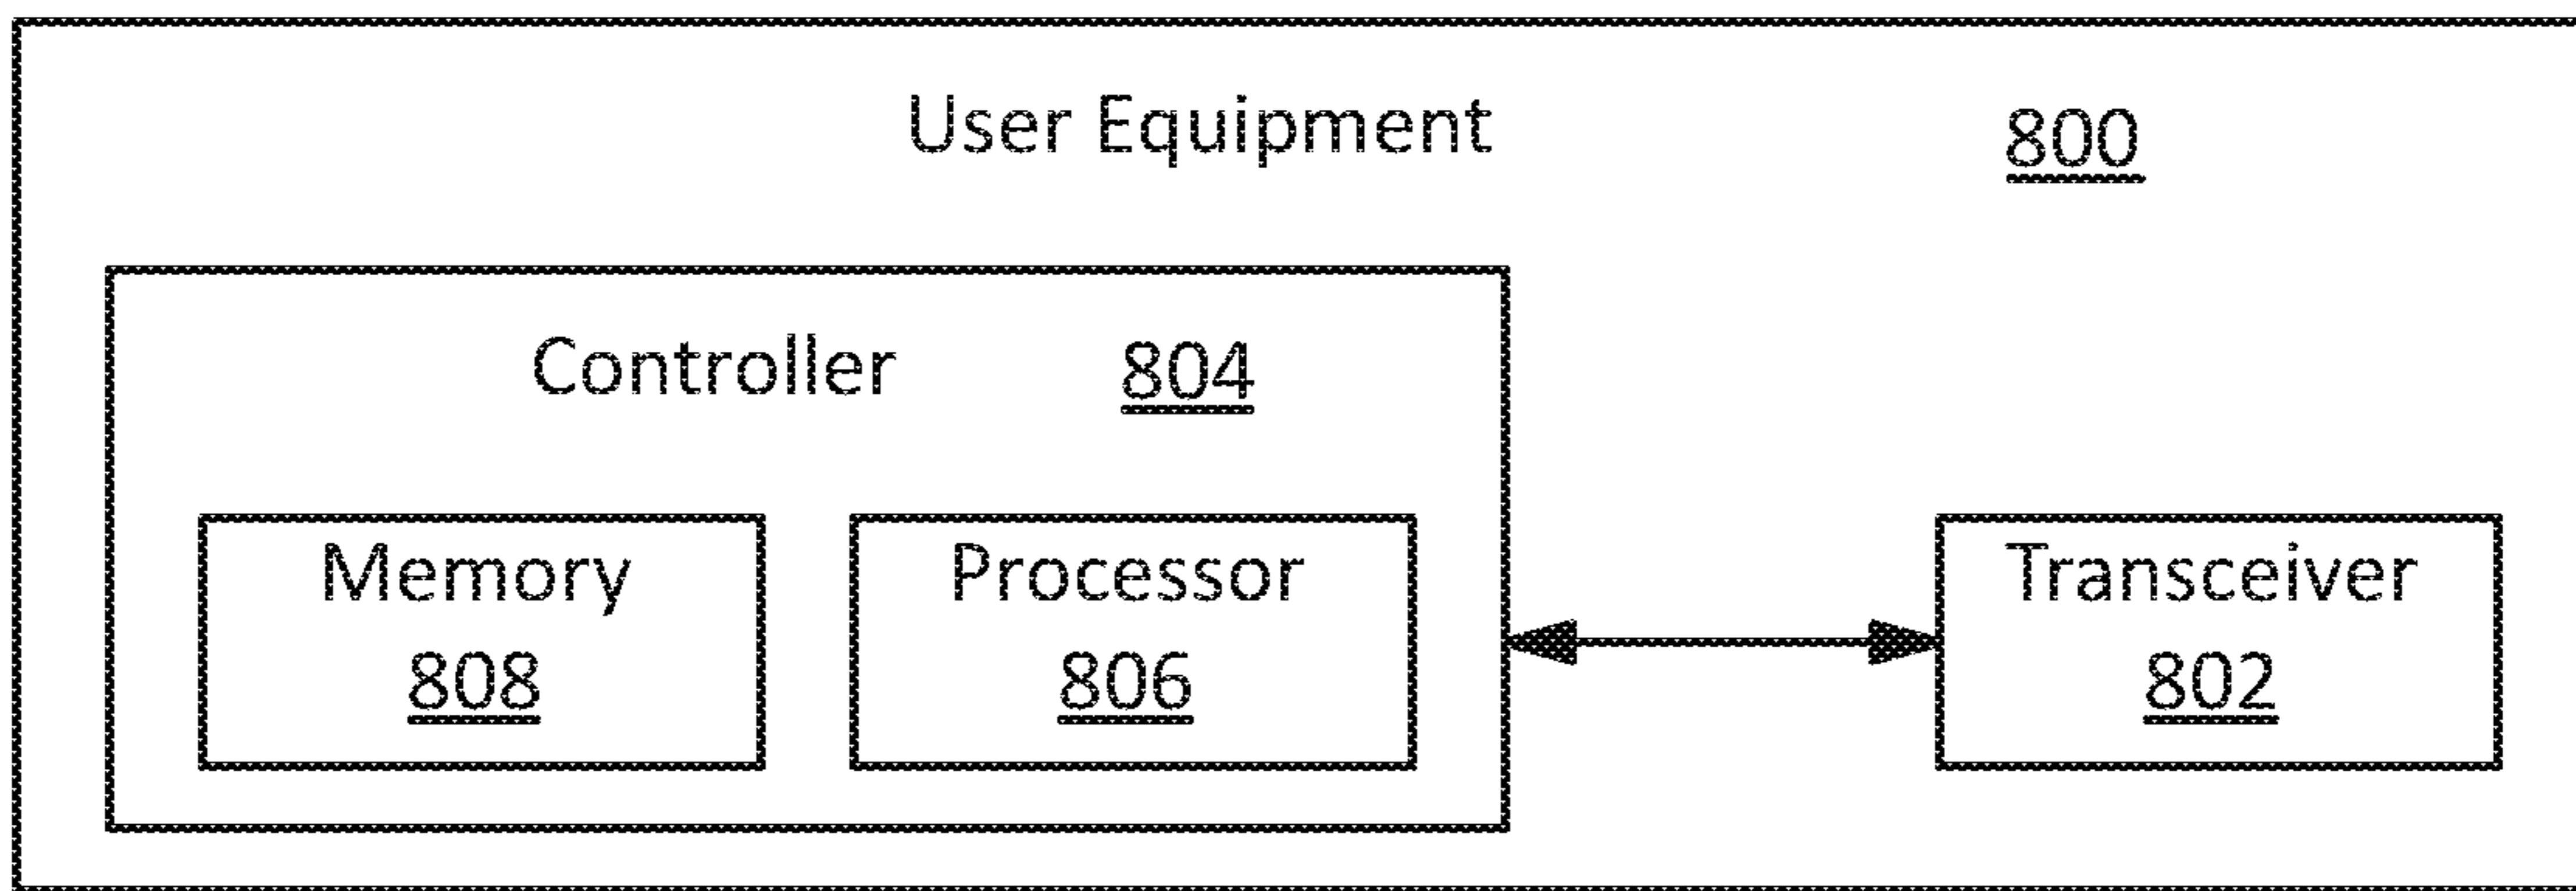 User Equipment 800
Controller 804
Memory
808
Processor
806
Transceiver
802